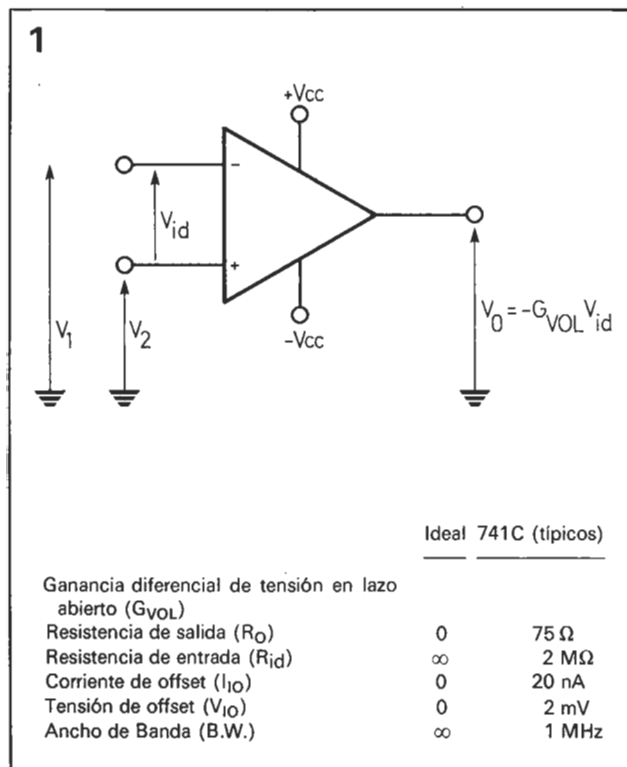 1
+Vcc
−
V_id
+
V_1
V_2
−Vcc
V_0 = −G_VOL V_id
Ideal 741C (típicos)
Ganancia diferencial de tensión en lazo
abierto (G_VOL)
Resistencia de salida (R_O) 0 75 Ω
Resistencia de entrada (R_id) ∞ 2 MΩ
Corriente de offset (I_IO) 0 20 nA
Tensión de offset (V_IO) 0 2 mV
Ancho de Banda (B.W.) ∞ 1 MHz